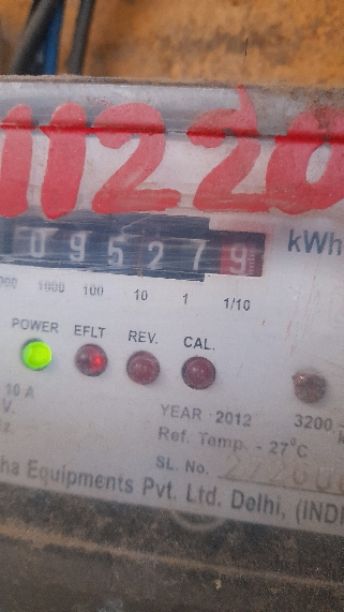 11220
095279 kWh
1000 100 10 1 1/10
POWER EFLT REV. CAL.
10 A
YEAR : 2012 3200
Ref. Temp. - 27°C
SL. No.
Equipments Pvt. Ltd. Delhi, (INDI